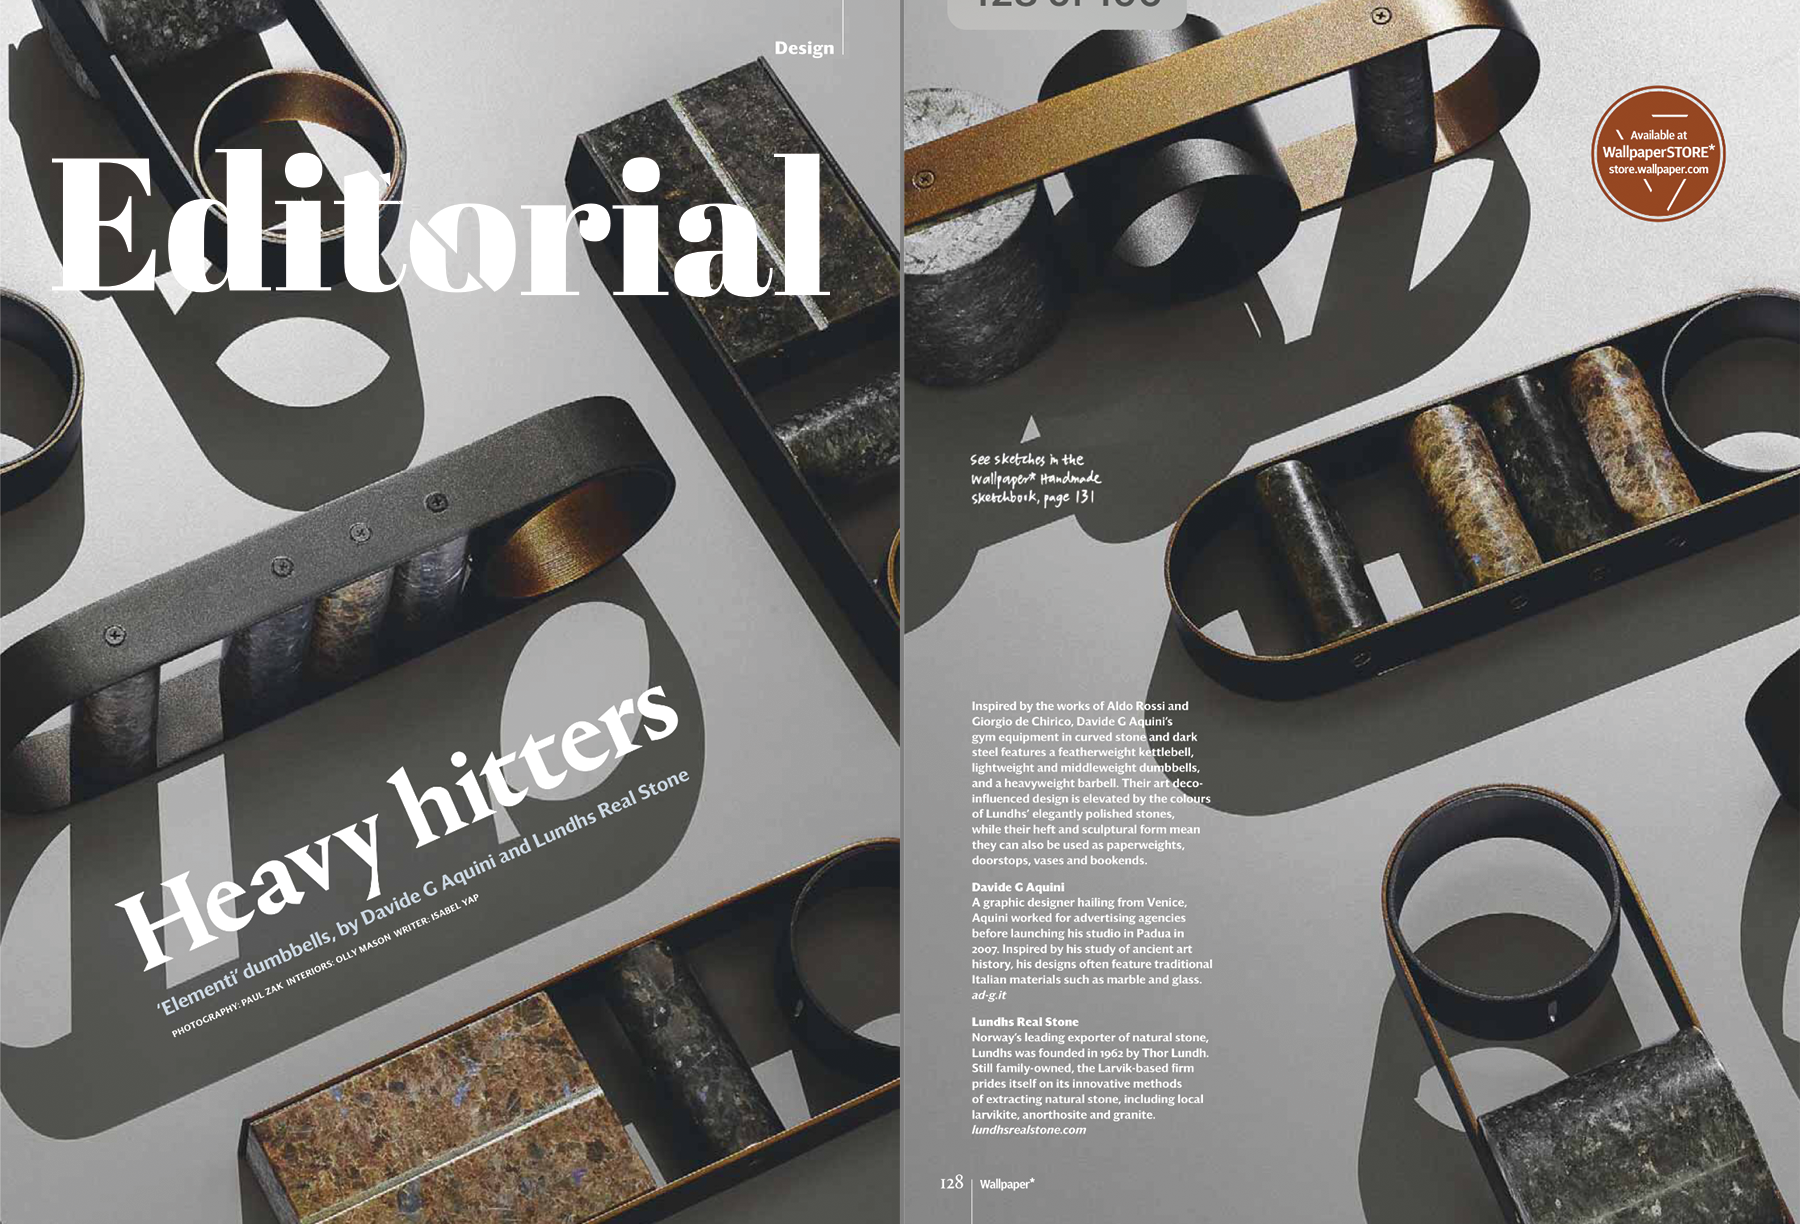 Design
Editorial
Heavy hitters
‘Elementi’ dumbbells, by Davide G Aquini and Lundhs Real Stone
PHOTOGRAPHY: PAUL ZAK INTERIORS: OLLY MASON WRITER: ISABEL YAP
128 of 196
Available at
WallpaperSTORE*
store.wallpaper.com
See sketches in the
Wallpaper* Handmade
sketchbook, page 131
Inspired by the works of Aldo Rossi and
Giorgio de Chirico, Davide G Aquini’s
gym equipment in curved stone and dark
steel features a featherweight kettlebell,
lightweight and middleweight dumbbells,
and a heavyweight barbell. Their art deco-
influenced design is elevated by the colours
of Lundhs’ elegantly polished stones,
while their heft and sculptural form mean
they can also be used as paperweights,
doorstops, vases and bookends.
Davide G Aquini
A graphic designer hailing from Venice,
Aquini worked for advertising agencies
before launching his studio in Padua in
2007. Inspired by his study of ancient art
history, his designs often feature traditional
Italian materials such as marble and glass.
ad-g.it
Lundhs Real Stone
Norway’s leading exporter of natural stone,
Lundhs was founded in 1962 by Thor Lundh.
Still family-owned, the Larvik-based firm
prides itself on its innovative methods
of extracting natural stone, including local
larvikite, anorthosite and granite.
lundhsrealstone.com
128 Wallpaper*